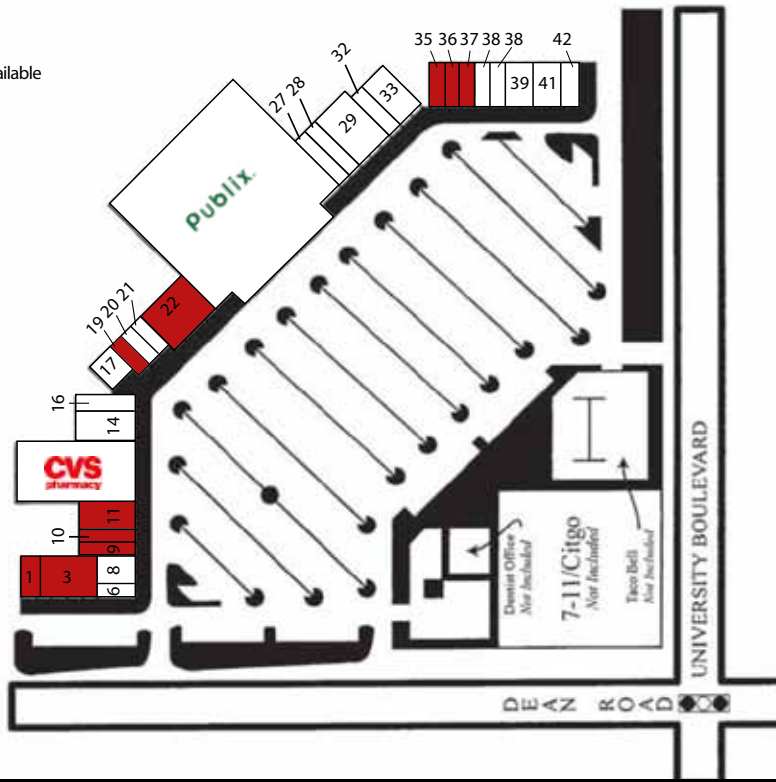 ailable
35 36 37 38 38 42
39 41
32
33
27 28
29
Publix
19 20 21
22
17
16
14
CVS
pharmacy
11
10
9
1 3 8
6
Dentist Office
Not Included
7-11/Citgo
Not Included
Taco Bell
Not Included
UNIVERSITY BOULEVARD
DEAN ROAD